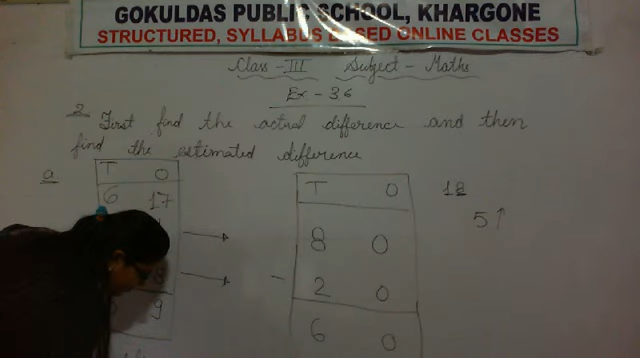 GOKULDAS PUBLIC SCHOOL, KHARGONE
STRUCTURED, SYLLABUS BASED ONLINE CLASSES
Class - III Subject - Maths
Ex - 36
2 First find the actual difference and then
find the estimated difference
a
T O
6 17
8
9
T O
8 0
- 2 0
6 0
18
5↑